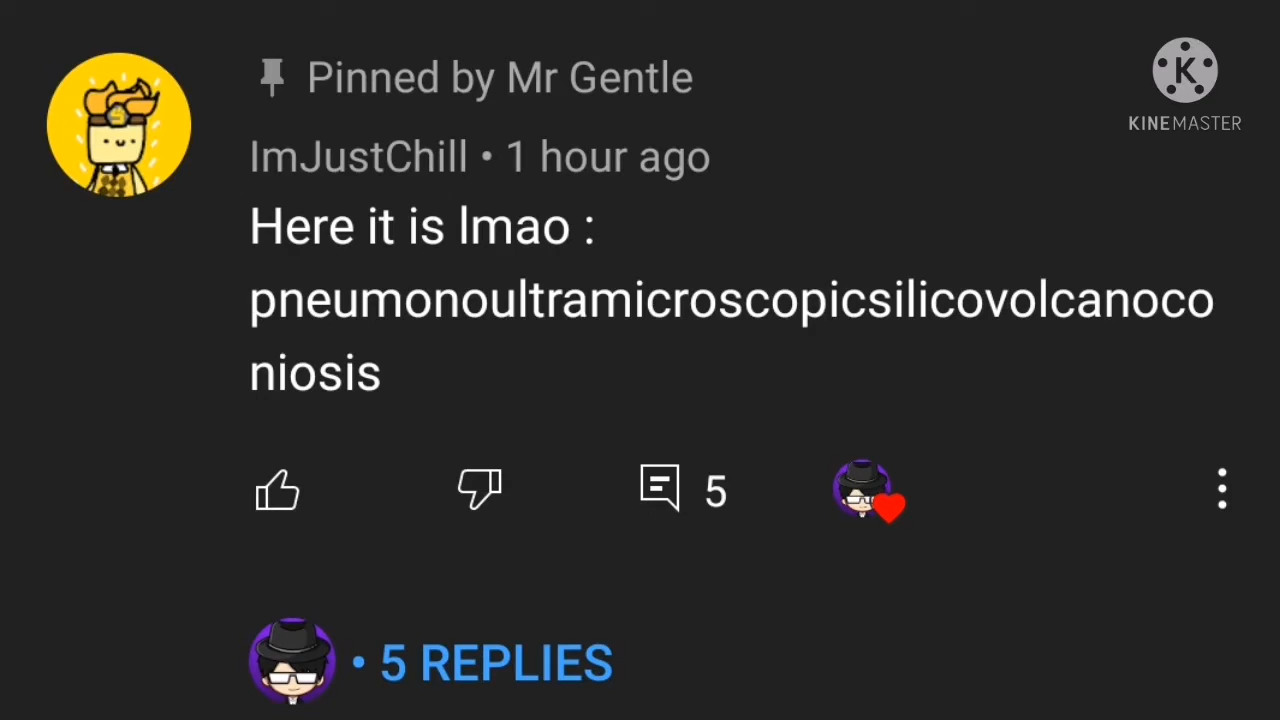 Pinned by Mr Gentle
K
KINEMASTER
ImJustChill • 1 hour ago
Here it is lmao :
pneumonoultramicroscopicsilicovolcanoco
niosis
5
• 5 REPLIES